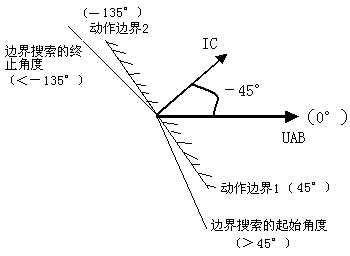 (－135°)
动作边界2
边界搜索的终
止角度
(＜－135°)
IC
－45°
(0°)
UAB
动作边界1(45°)
边界搜索的起始角度
(＞45°)